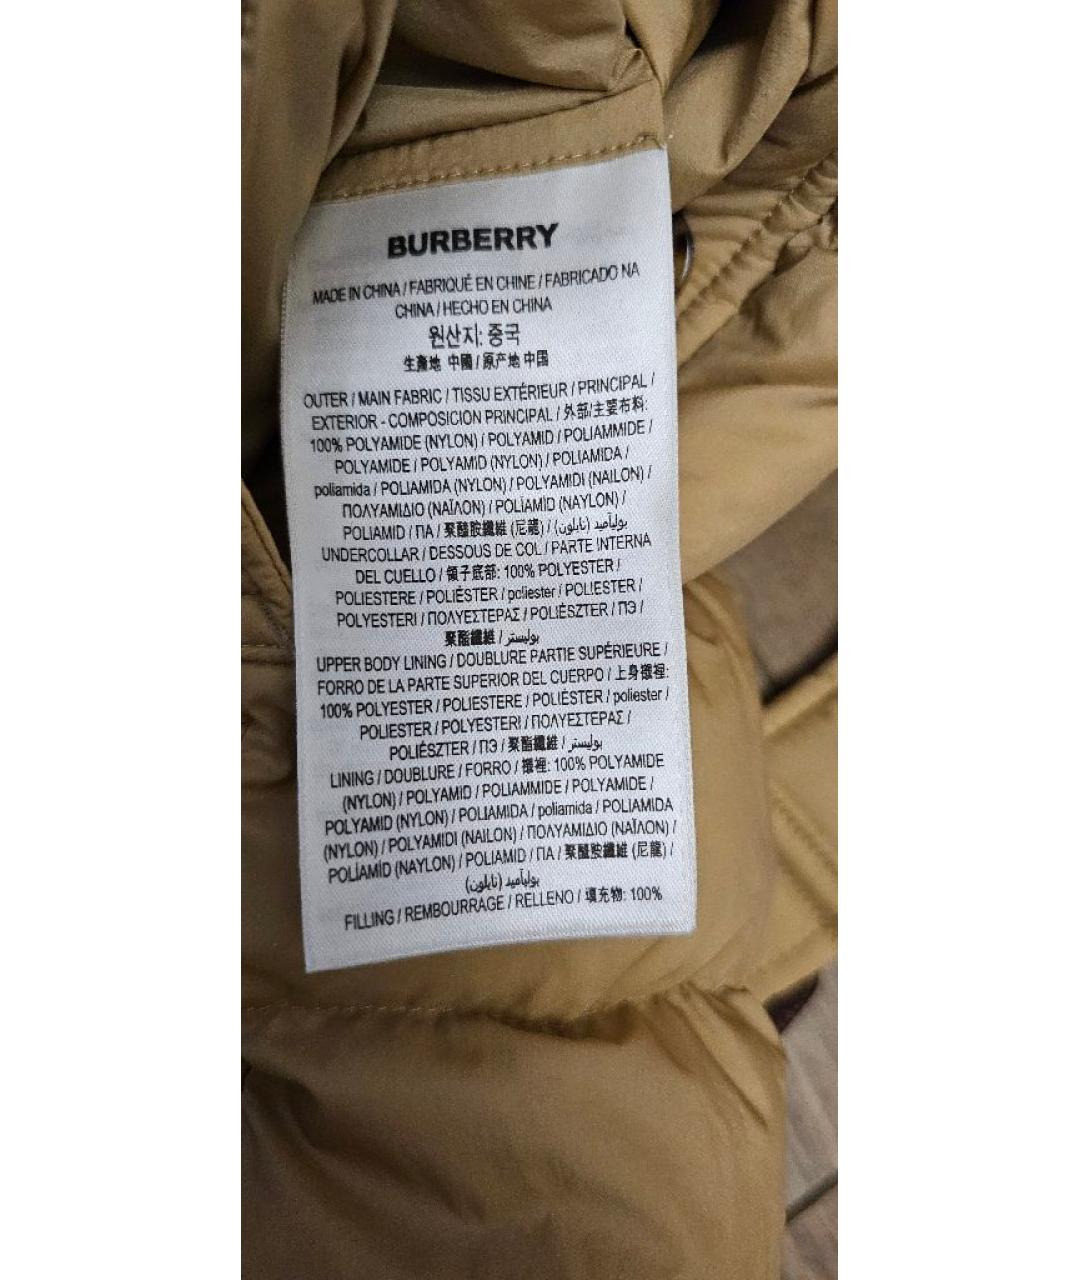 BURBERRY
MADE IN CHINA / FABRIQUÉ EN CHINE / FABRICADO NA
CHINA / HECHO EN CHINA
원산지: 중국
生產地 中國 / 原产地 中国
OUTER / MAIN FABRIC / TISSU EXTÉRIEUR / PRINCIPAL /
EXTERIOR - COMPOSICION PRINCIPAL / 外部/主要布料:
100% POLYAMIDE (NYLON) / POLYAMID / POLIAMMIDE /
POLYAMIDE / POLYAMID (NYLON) / POLIAMIDA /
poliamida / POLIAMIDA (NYLON) / POLYAMIDI (NAILON) /
ΠΟΛΥΑΜΙΔΙΟ (ΝΑΪΛΟΝ) / POLİAMİD (NAYLON) /
POLIAMID / ПА / 聚醯胺纖維 (尼龍) / بوليأميد (نايلون)
UNDERCOLLAR / DESSOUS DE COL / PARTE INTERNA
DEL CUELLO / 領子底部: 100% POLYESTER /
POLIESTERE / POLIÉSTER / poliester / POLIESTER /
POLYESTERI / ΠΟΛΥΕΣΤΕΡΑΣ / POLIÉSZTER / ПЭ /
聚酯纖維 / بوليستر
UPPER BODY LINING / DOUBLURE PARTIE SUPÉRIEURE /
FORRO DE LA PARTE SUPERIOR DEL CUERPO / 上身襯裡:
100% POLYESTER / POLIESTERE / POLIÉSTER / poliester /
POLIESTER / POLYESTERI / ΠΟΛΥΕΣΤΕΡΑΣ /
POLIÉSZTER / ПЭ / 聚酯纖維 / بوليستر
LINING / DOUBLURE / FORRO / 襯裡: 100% POLYAMIDE
(NYLON) / POLYAMID / POLIAMMIDE / POLYAMIDE /
POLYAMID (NYLON) / POLIAMIDA / poliamida / POLIAMIDA
(NYLON) / POLYAMIDI (NAILON) / ΠΟΛΥΑΜΙΔΙΟ (ΝΑΪΛΟΝ) /
POLİAMİD (NAYLON) / POLIAMID / ПА / 聚醯胺纖維 (尼龍) /
بوليأميد (نايلون)
FILLING / REMBOURRAGE / RELLENO / 填充物: 100%